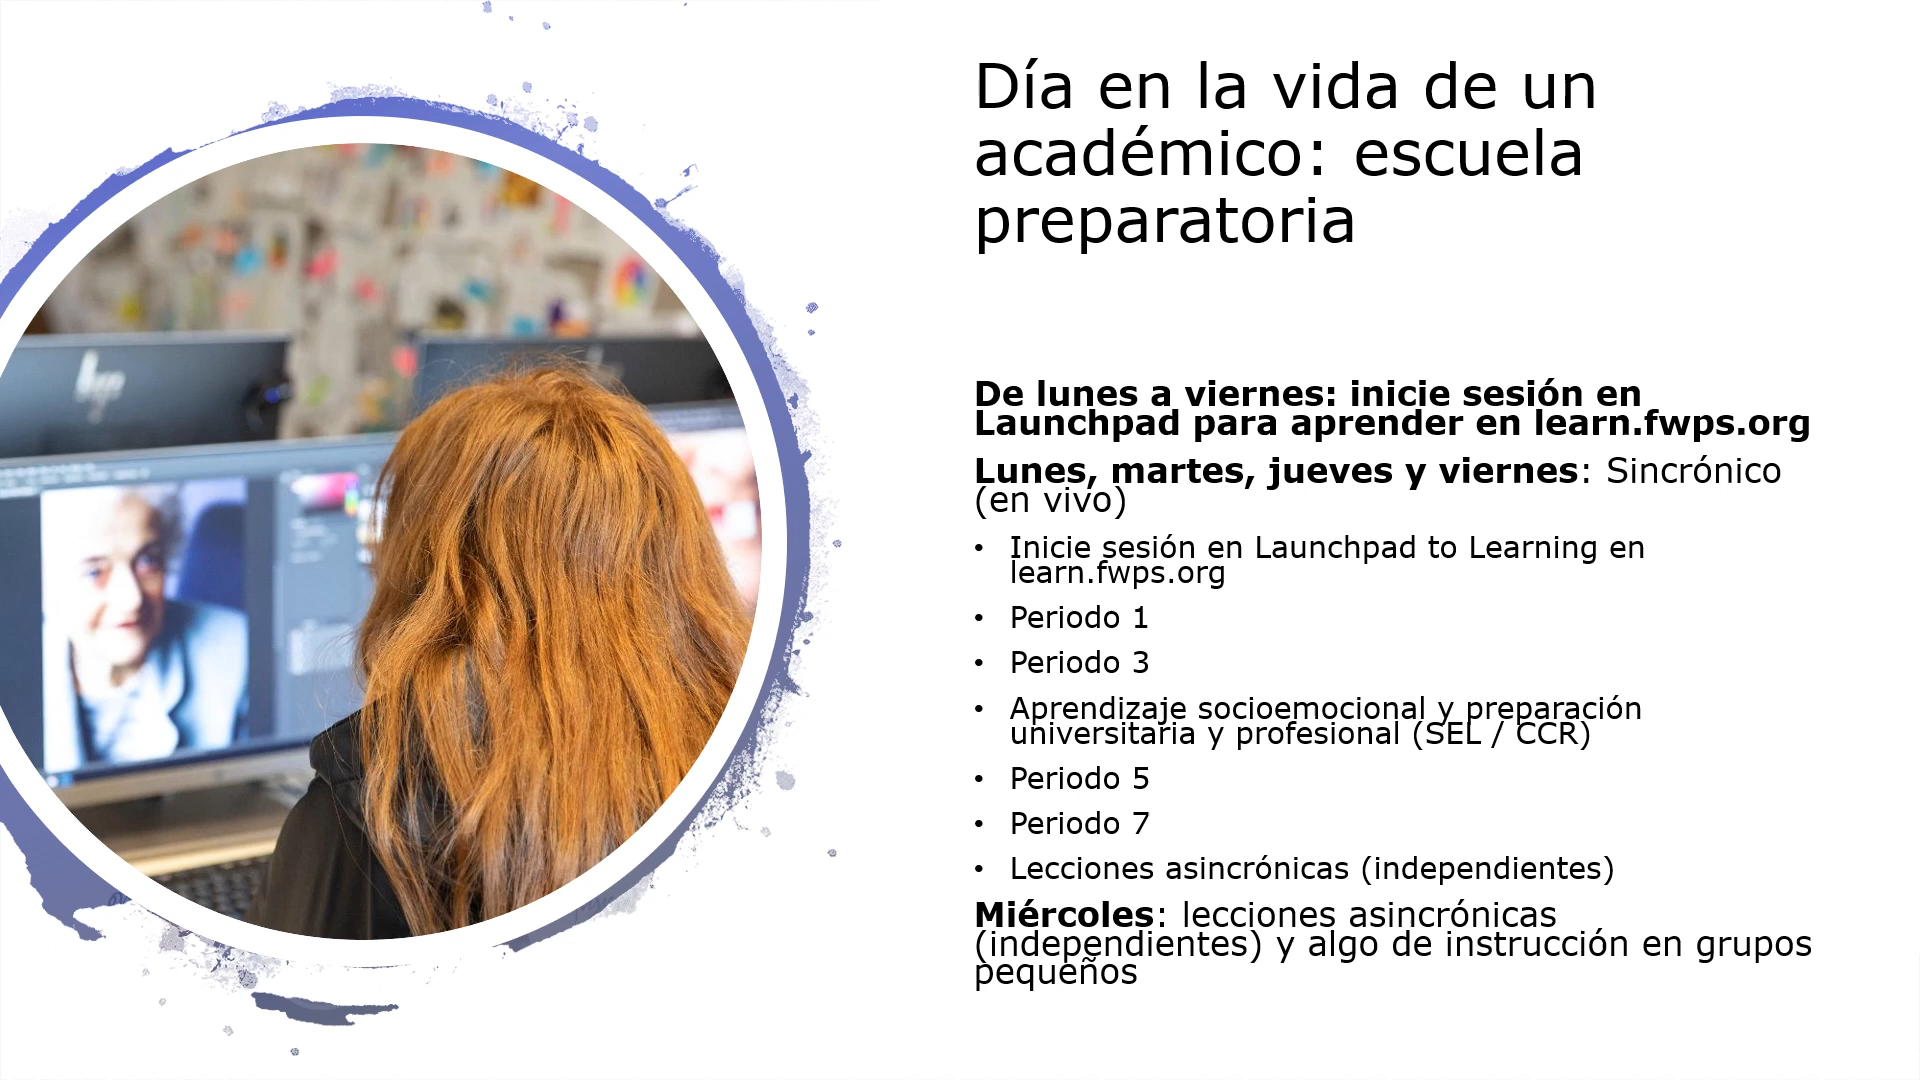 Día en la vida de un
académico: escuela
preparatoria
De lunes a viernes: inicie sesión en
Launchpad para aprender en learn.fwps.org
Lunes, martes, jueves y viernes: Sincrónico
(en vivo)
• Inicie sesión en Launchpad to Learning en
learn.fwps.org
• Periodo 1
• Periodo 3
• Aprendizaje socioemocional y preparación
universitaria y profesional (SEL / CCR)
• Periodo 5
• Periodo 7
• Lecciones asincrónicas (independientes)
Miércoles: lecciones asincrónicas
(independientes) y algo de instrucción en grupos
pequeños
hp